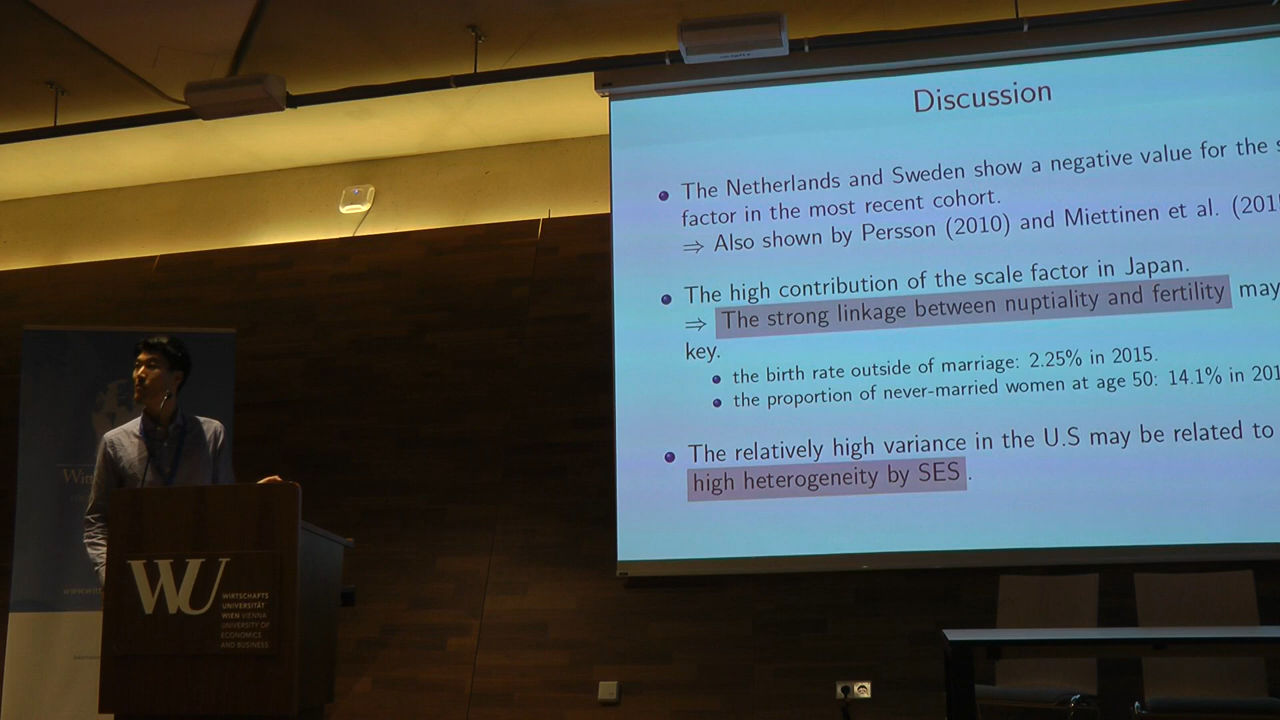 Discussion
The Netherlands and Sweden show a negative value for the
factor in the most recent cohort.
⇒ Also shown by Persson (2010) and Miettinen et al. (201
The high contribution of the scale factor in Japan.
⇒ The strong linkage between nuptiality and fertility may
key.
the birth rate outside of marriage: 2.25% in 2015.
the proportion of never-married women at age 50: 14.1% in 201
The relatively high variance in the U.S may be related to
high heterogeneity by SES.
WU
WIRTSCHAFTS
UNIVERSITÄT
WIEN VIENNA
UNIVERSITY OF
ECONOMICS
AND BUSINESS